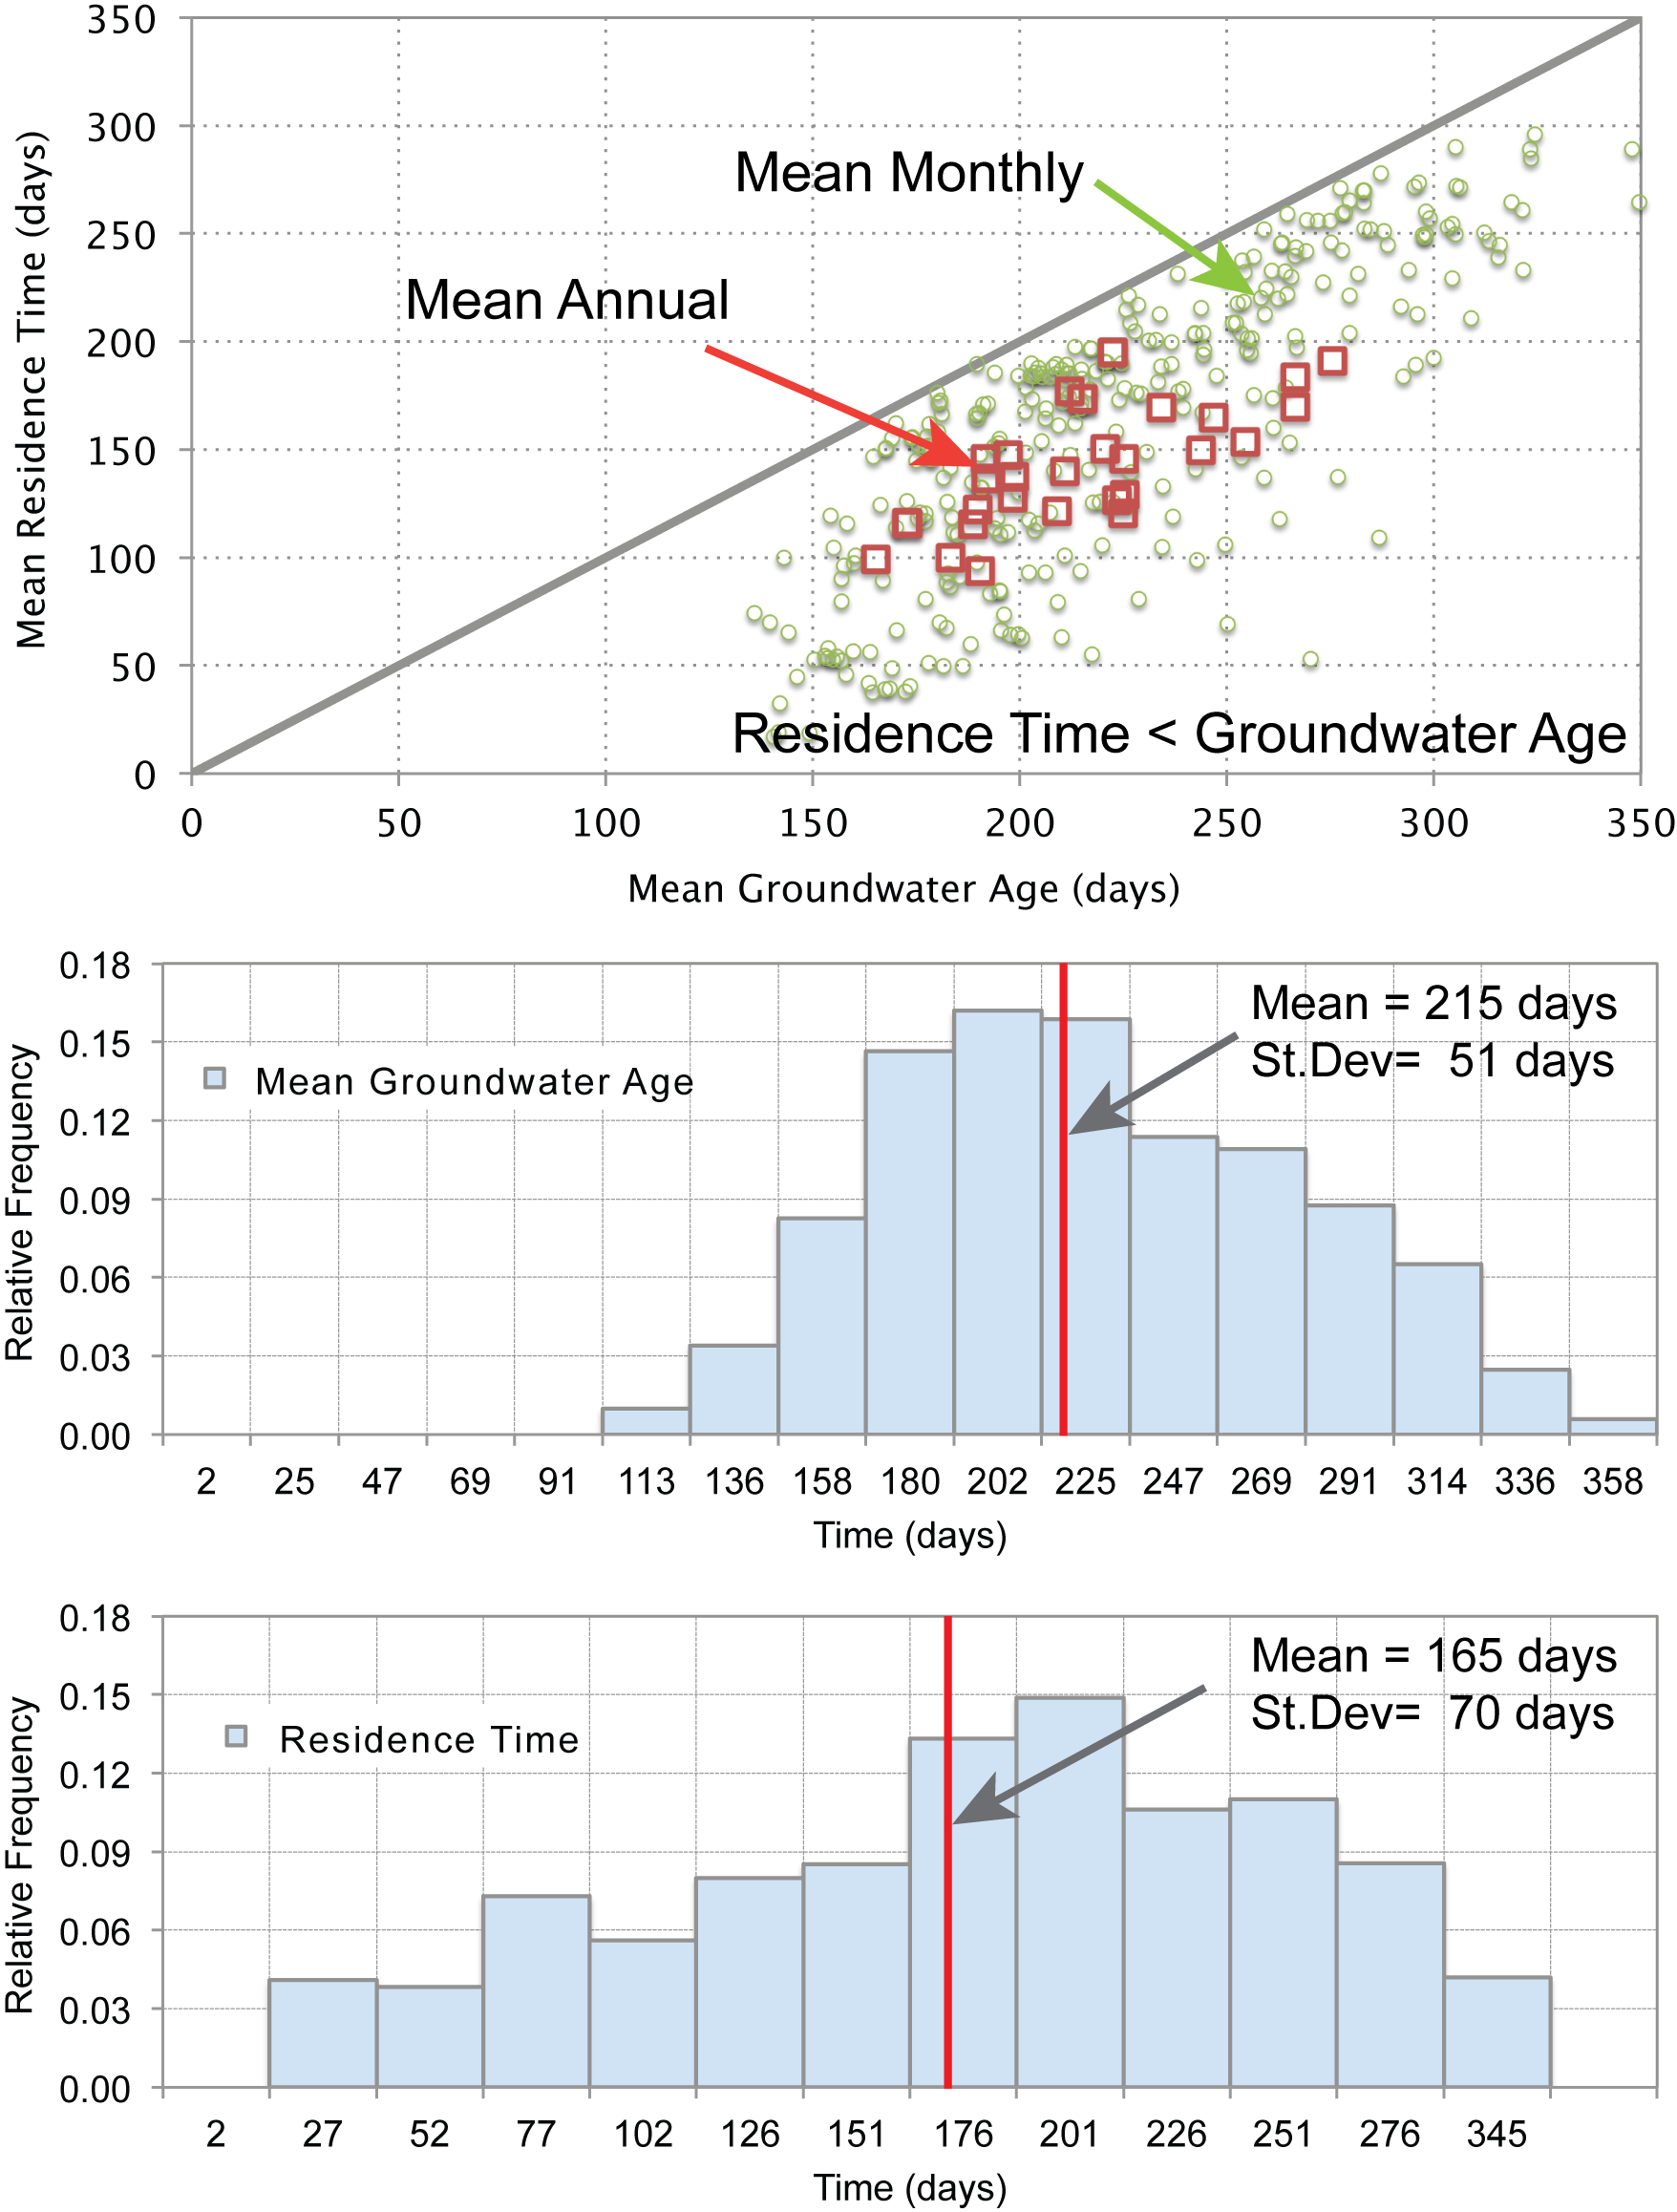 350
300
250
200
150
100
50
0
Mean Residence Time (days)
Mean Monthly
Mean Annual
Residence Time < Groundwater Age
0 50 100 150 200 250 300 350
Mean Groundwater Age (days)
0.18
0.15
0.12
0.09
0.06
0.03
0.00
Relative Frequency
Mean Groundwater Age
Mean = 215 days
St.Dev= 51 days
2 25 47 69 91 113 136 158 180 202 225 247 269 291 314 336 358
Time (days)
0.18
0.15
0.12
0.09
0.06
0.03
0.00
Relative Frequency
Residence Time
Mean = 165 days
St.Dev= 70 days
2 27 52 77 102 126 151 176 201 226 251 276 345
Time (days)